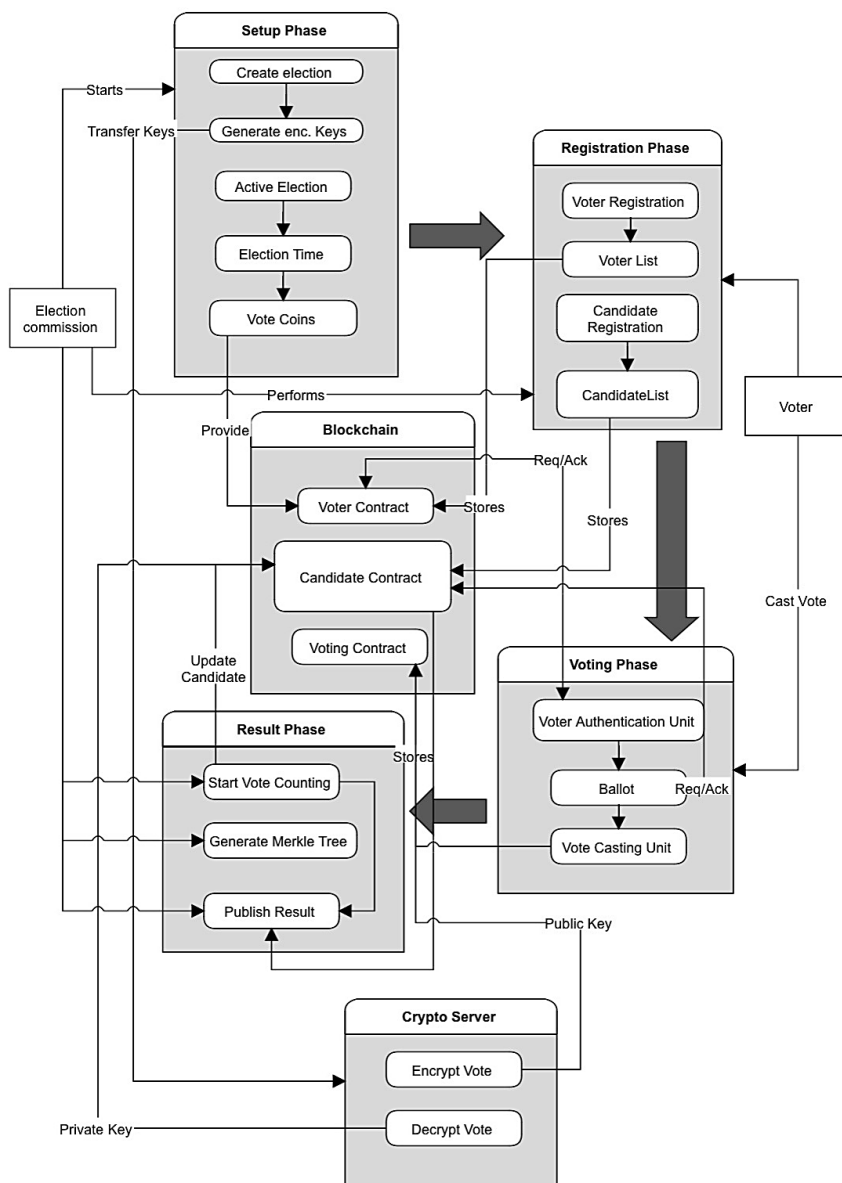 Setup Phase
Create election
Starts
Transfer Keys
Generate enc. Keys
Active Election
Election Time
Vote Coins
Registration Phase
Voter Registration
Voter List
Candidate
Registration
CandidateList
Election
commission
Performs
Voter
Provide
Blockchain
Req/Ack
Voter Contract
Stores
Stores
Candidate Contract
Voting Contract
Cast Vote
Update
Candidate
Voting Phase
Voter Authentication Unit
Ballot
Req/Ack
Vote Casting Unit
Result Phase
Stores
Start Vote Counting
Generate Merkle Tree
Publish Result
Public Key
Crypto Server
Encrypt Vote
Private Key
Decrypt Vote